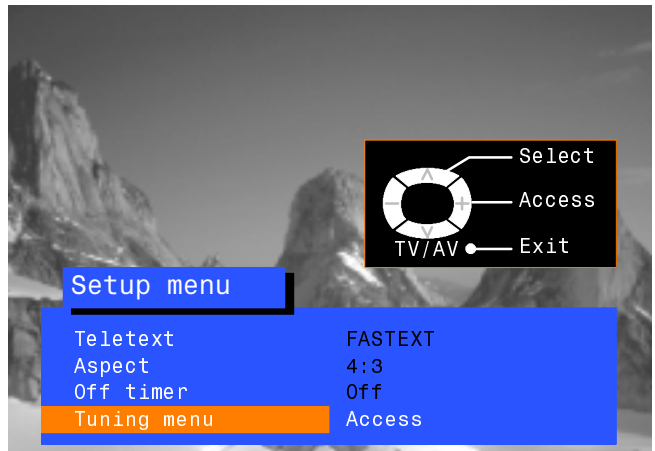 Select
Access
TV/AV Exit
Setup menu
Teletext FASTEXT
Aspect 4:3
Off timer Off
Tuning menu Access